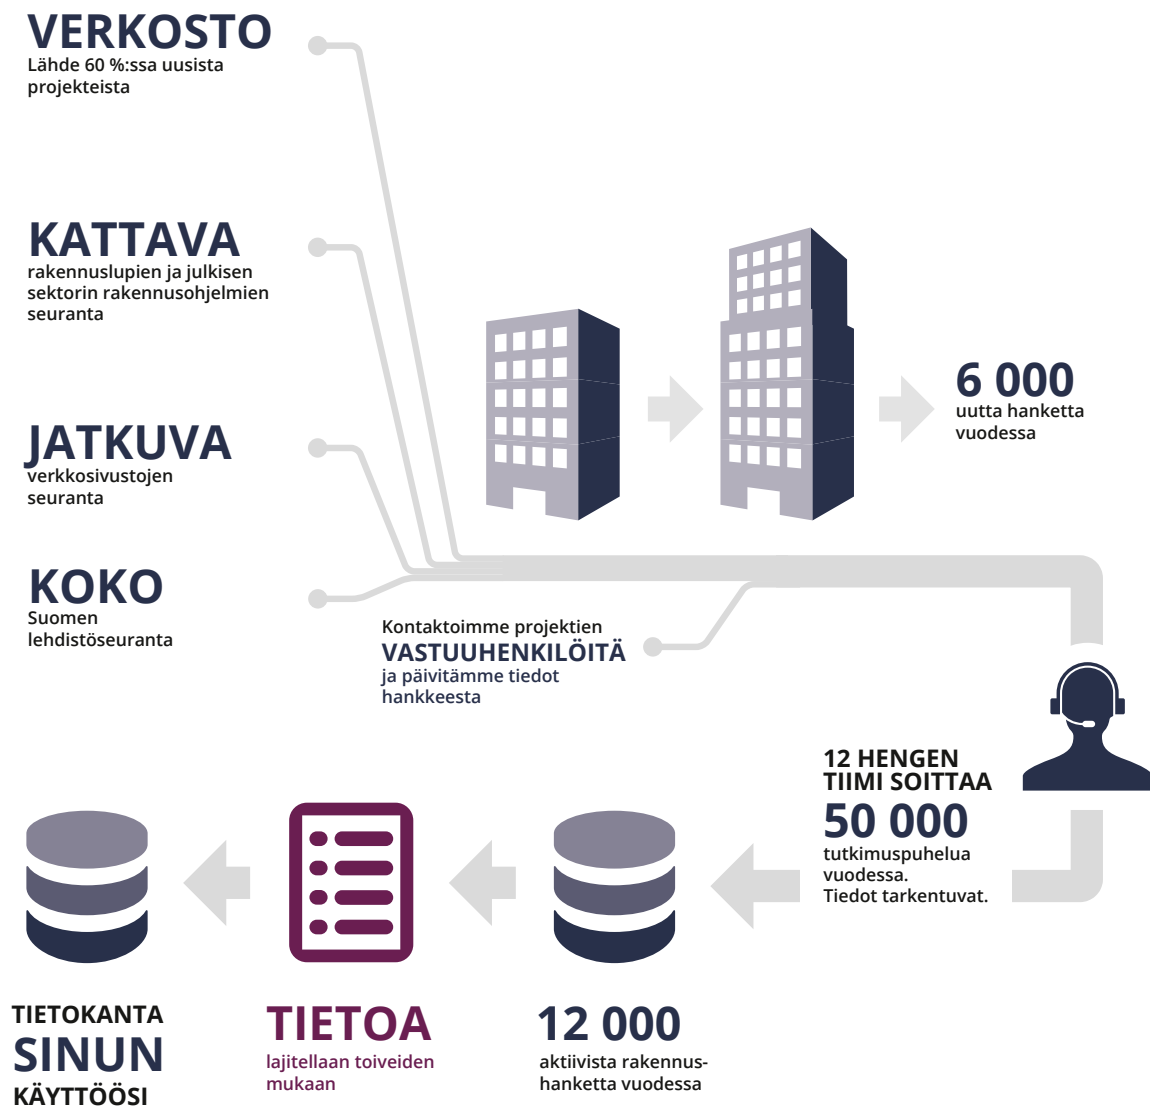 VERKOSTO
Lähde 60 %:ssa uusista
projekteista
KATTAVA
rakennuslupien ja julkisen
sektorin rakennusohjelmien
seuranta
JATKUVA
verkkosivustojen
seuranta
KOKO
Suomen
lehdistöseuranta
6 000
uutta hanketta
vuodessa
Kontaktoimme projektien
VASTUUHENKILÖITÄ
ja päivitämme tiedot
hankkeesta
12 HENGEN
TIIMI SOITTAA
50 000
tutkimuspuhelua
vuodessa.
Tiedot tarkentuvat.
12 000
aktiivista rakennus-
hanketta vuodessa
TIETOA
lajitellaan toiveiden
mukaan
TIETOKANTA
SINUN
KÄYTTÖÖSI